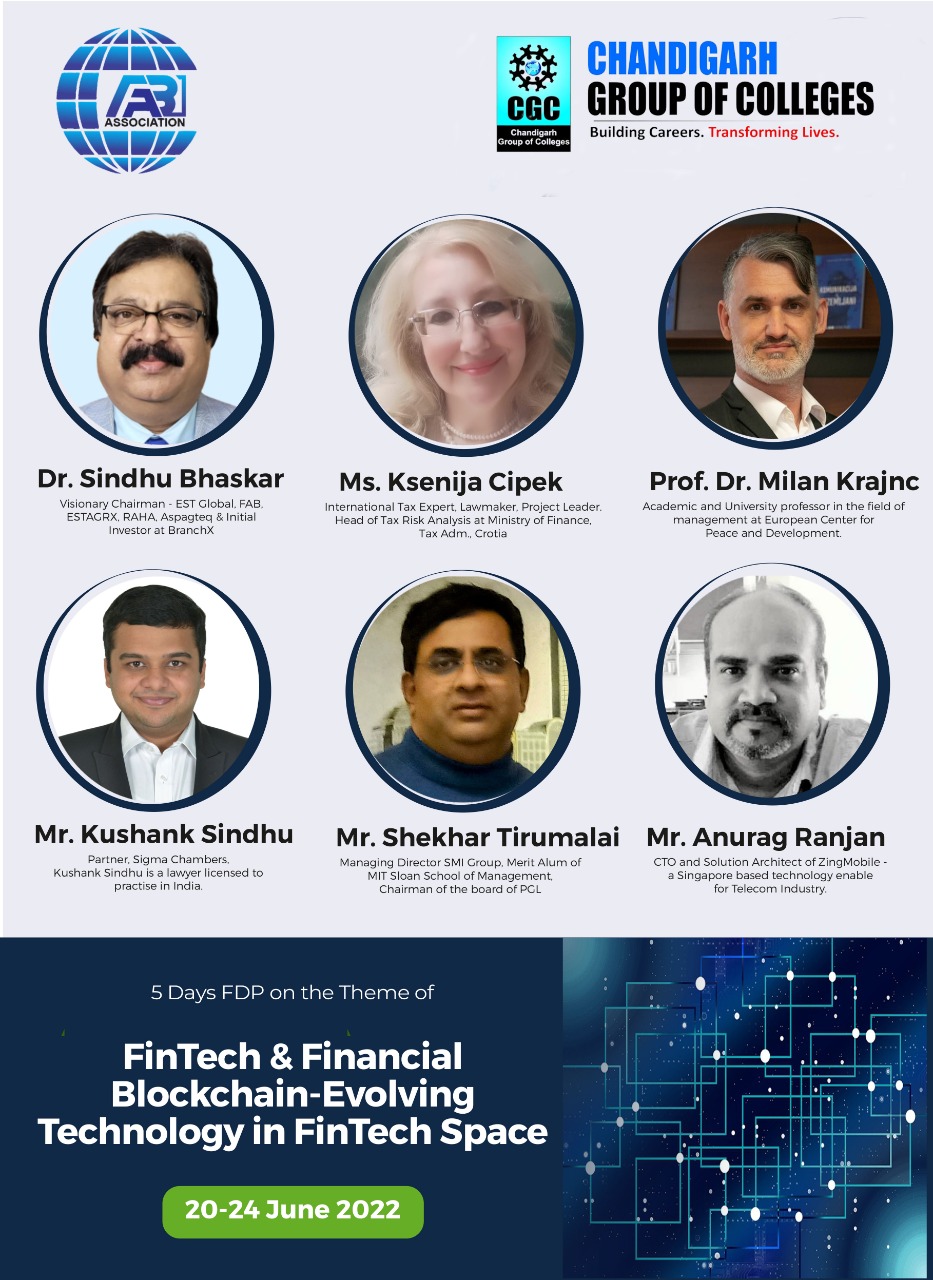 FAB
ASSOCIATION
CGC
Chandigarh
Group of Colleges
CHANDIGARH
GROUP OF COLLEGES
Building Careers. Transforming Lives.
Dr. Sindhu Bhaskar
Visionary Chairman - EST Global, FAB,
ESTAGRX, RAHA, Aspagteq & Initial
Investor at BranchX
Ms. Ksenija Cipek
International Tax Expert, Lawmaker, Project Leader.
Head of Tax Risk Analysis at Ministry of Finance,
Tax Adm., Crotia
KOMUNIKACIJA
ZEMLJANI
Prof. Dr. Milan Krajnc
Academic and University professor in the field of
management at European Center for
Peace and Development.
Mr. Kushank Sindhu
Partner, Sigma Chambers,
Kushank Sindhu is a lawyer licensed to
practise in India.
Mr. Shekhar Tirumalai
Managing Director SMI Group, Merit Alum of
MIT Sloan School of Management,
Chairman of the board of PGL
Mr. Anurag Ranjan
CTO and Solution Architect of ZingMobile -
a Singapore based technology enable
for Telecom Industry.
5 Days FDP on the Theme of
FinTech & Financial
Blockchain-Evolving
Technology in FinTech Space
20-24 June 2022